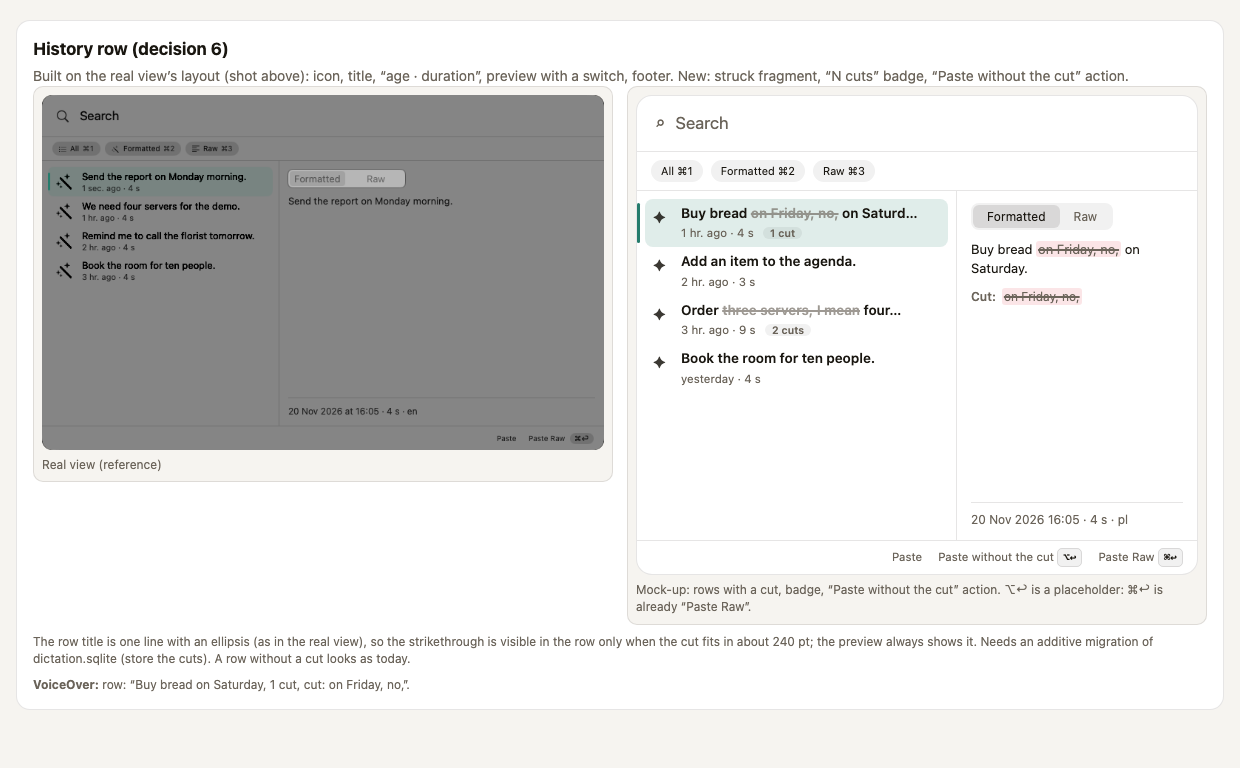 History row (decision 6)
Built on the real view’s layout (shot above): icon, title, “age · duration”, preview with a switch, footer. New: struck fragment, “N cuts” badge, “Paste without the cut” action.
Search
All ⌘1 Formatted ⌘2 Raw ⌘3
Send the report on Monday morning.
1 sec. ago · 4 s
We need four servers for the demo.
1 hr. ago · 4 s
Remind me to call the florist tomorrow.
2 hr. ago · 4 s
Book the room for ten people.
3 hr. ago · 4 s
Formatted Raw
Send the report on Monday morning.
20 Nov 2026 at 16:05 · 4 s · en
Paste Paste Raw ⌘↩
Real view (reference)
Search
All ⌘1 Formatted ⌘2 Raw ⌘3
Buy bread on Friday, no, on Saturd...
1 hr. ago · 4 s 1 cut
Add an item to the agenda.
2 hr. ago · 3 s
Order three servers, I mean four...
3 hr. ago · 9 s 2 cuts
Book the room for ten people.
yesterday · 4 s
Formatted Raw
Buy bread on Friday, no, on
Saturday.
Cut: on Friday, no,
20 Nov 2026 16:05 · 4 s · pl
Paste Paste without the cut ⌥↩ Paste Raw ⌘↩
Mock-up: rows with a cut, badge, “Paste without the cut” action. ⌥↩ is a placeholder: ⌘↩ is
already “Paste Raw”.
The row title is one line with an ellipsis (as in the real view), so the strikethrough is visible in the row only when the cut fits in about 240 pt; the preview always shows it. Needs an additive migration of
dictation.sqlite (store the cuts). A row without a cut looks as today.
VoiceOver: row: “Buy bread on Saturday, 1 cut, cut: on Friday, no,”.